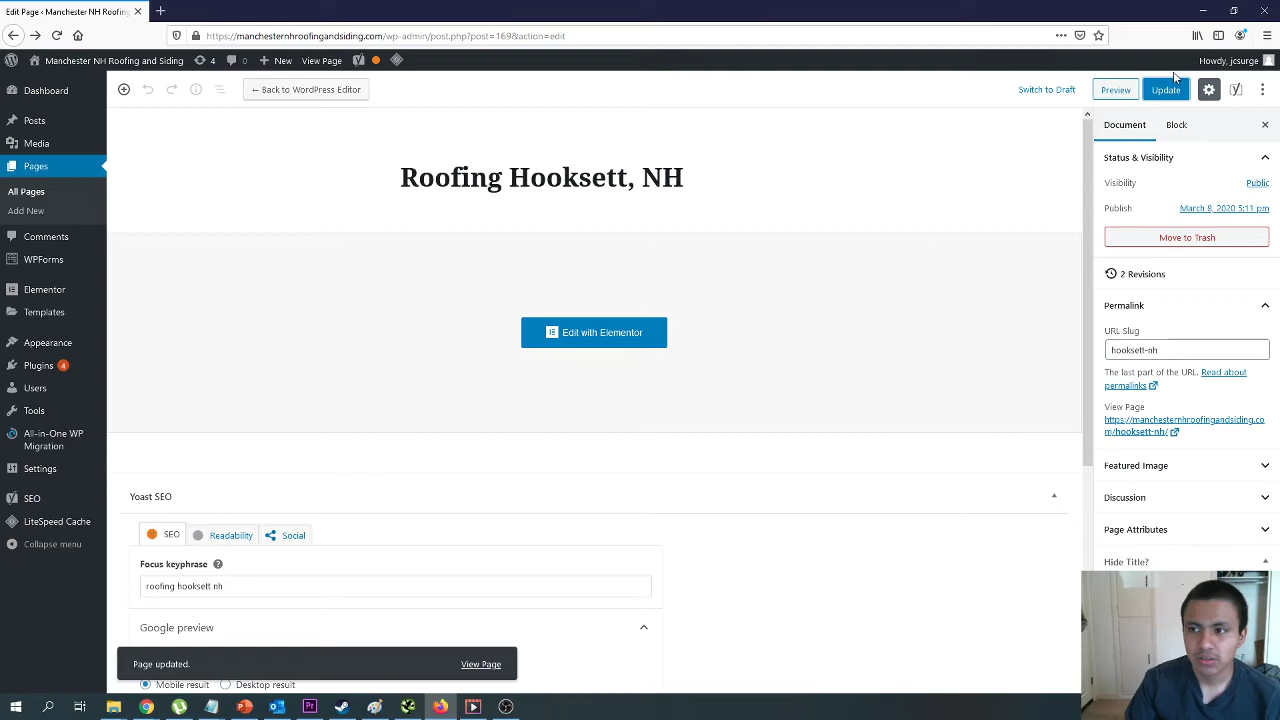 Edit Page ‹ Manchester NH Roofing
https://manchesternhroofingandsiding.com/wp-admin/post.php?post=169&action=edit
Manchester NH Roofing and Siding 4 0 New View Page Howdy, jcsurge
Dashboard
Posts
Media
Pages
All Pages
Add New
Comments
WPForms
Elementor
Templates
Appearance
Plugins 4
Users
Tools
All-in-One WP
Migration
Settings
SEO
LiteSpeed Cache
Collapse menu
← Back to WordPress Editor
Switch to Draft Preview Update
Roofing Hooksett, NH
Edit with Elementor
Yoast SEO
SEO Readability Social
Focus keyphrase
roofing hooksett nh
Google preview
Page updated. View Page
Mobile result Desktop result
Document Block
Status & Visibility
Visibility Public
Publish March 8, 2020 5:11 pm
Move to Trash
2 Revisions
Permalink
URL Slug
hooksett-nh
The last part of the URL. Read about
permalinks
View Page
https://manchesternhroofingandsiding.co
m/hooksett-nh/
Featured Image
Discussion
Page Attributes
Hide Title?